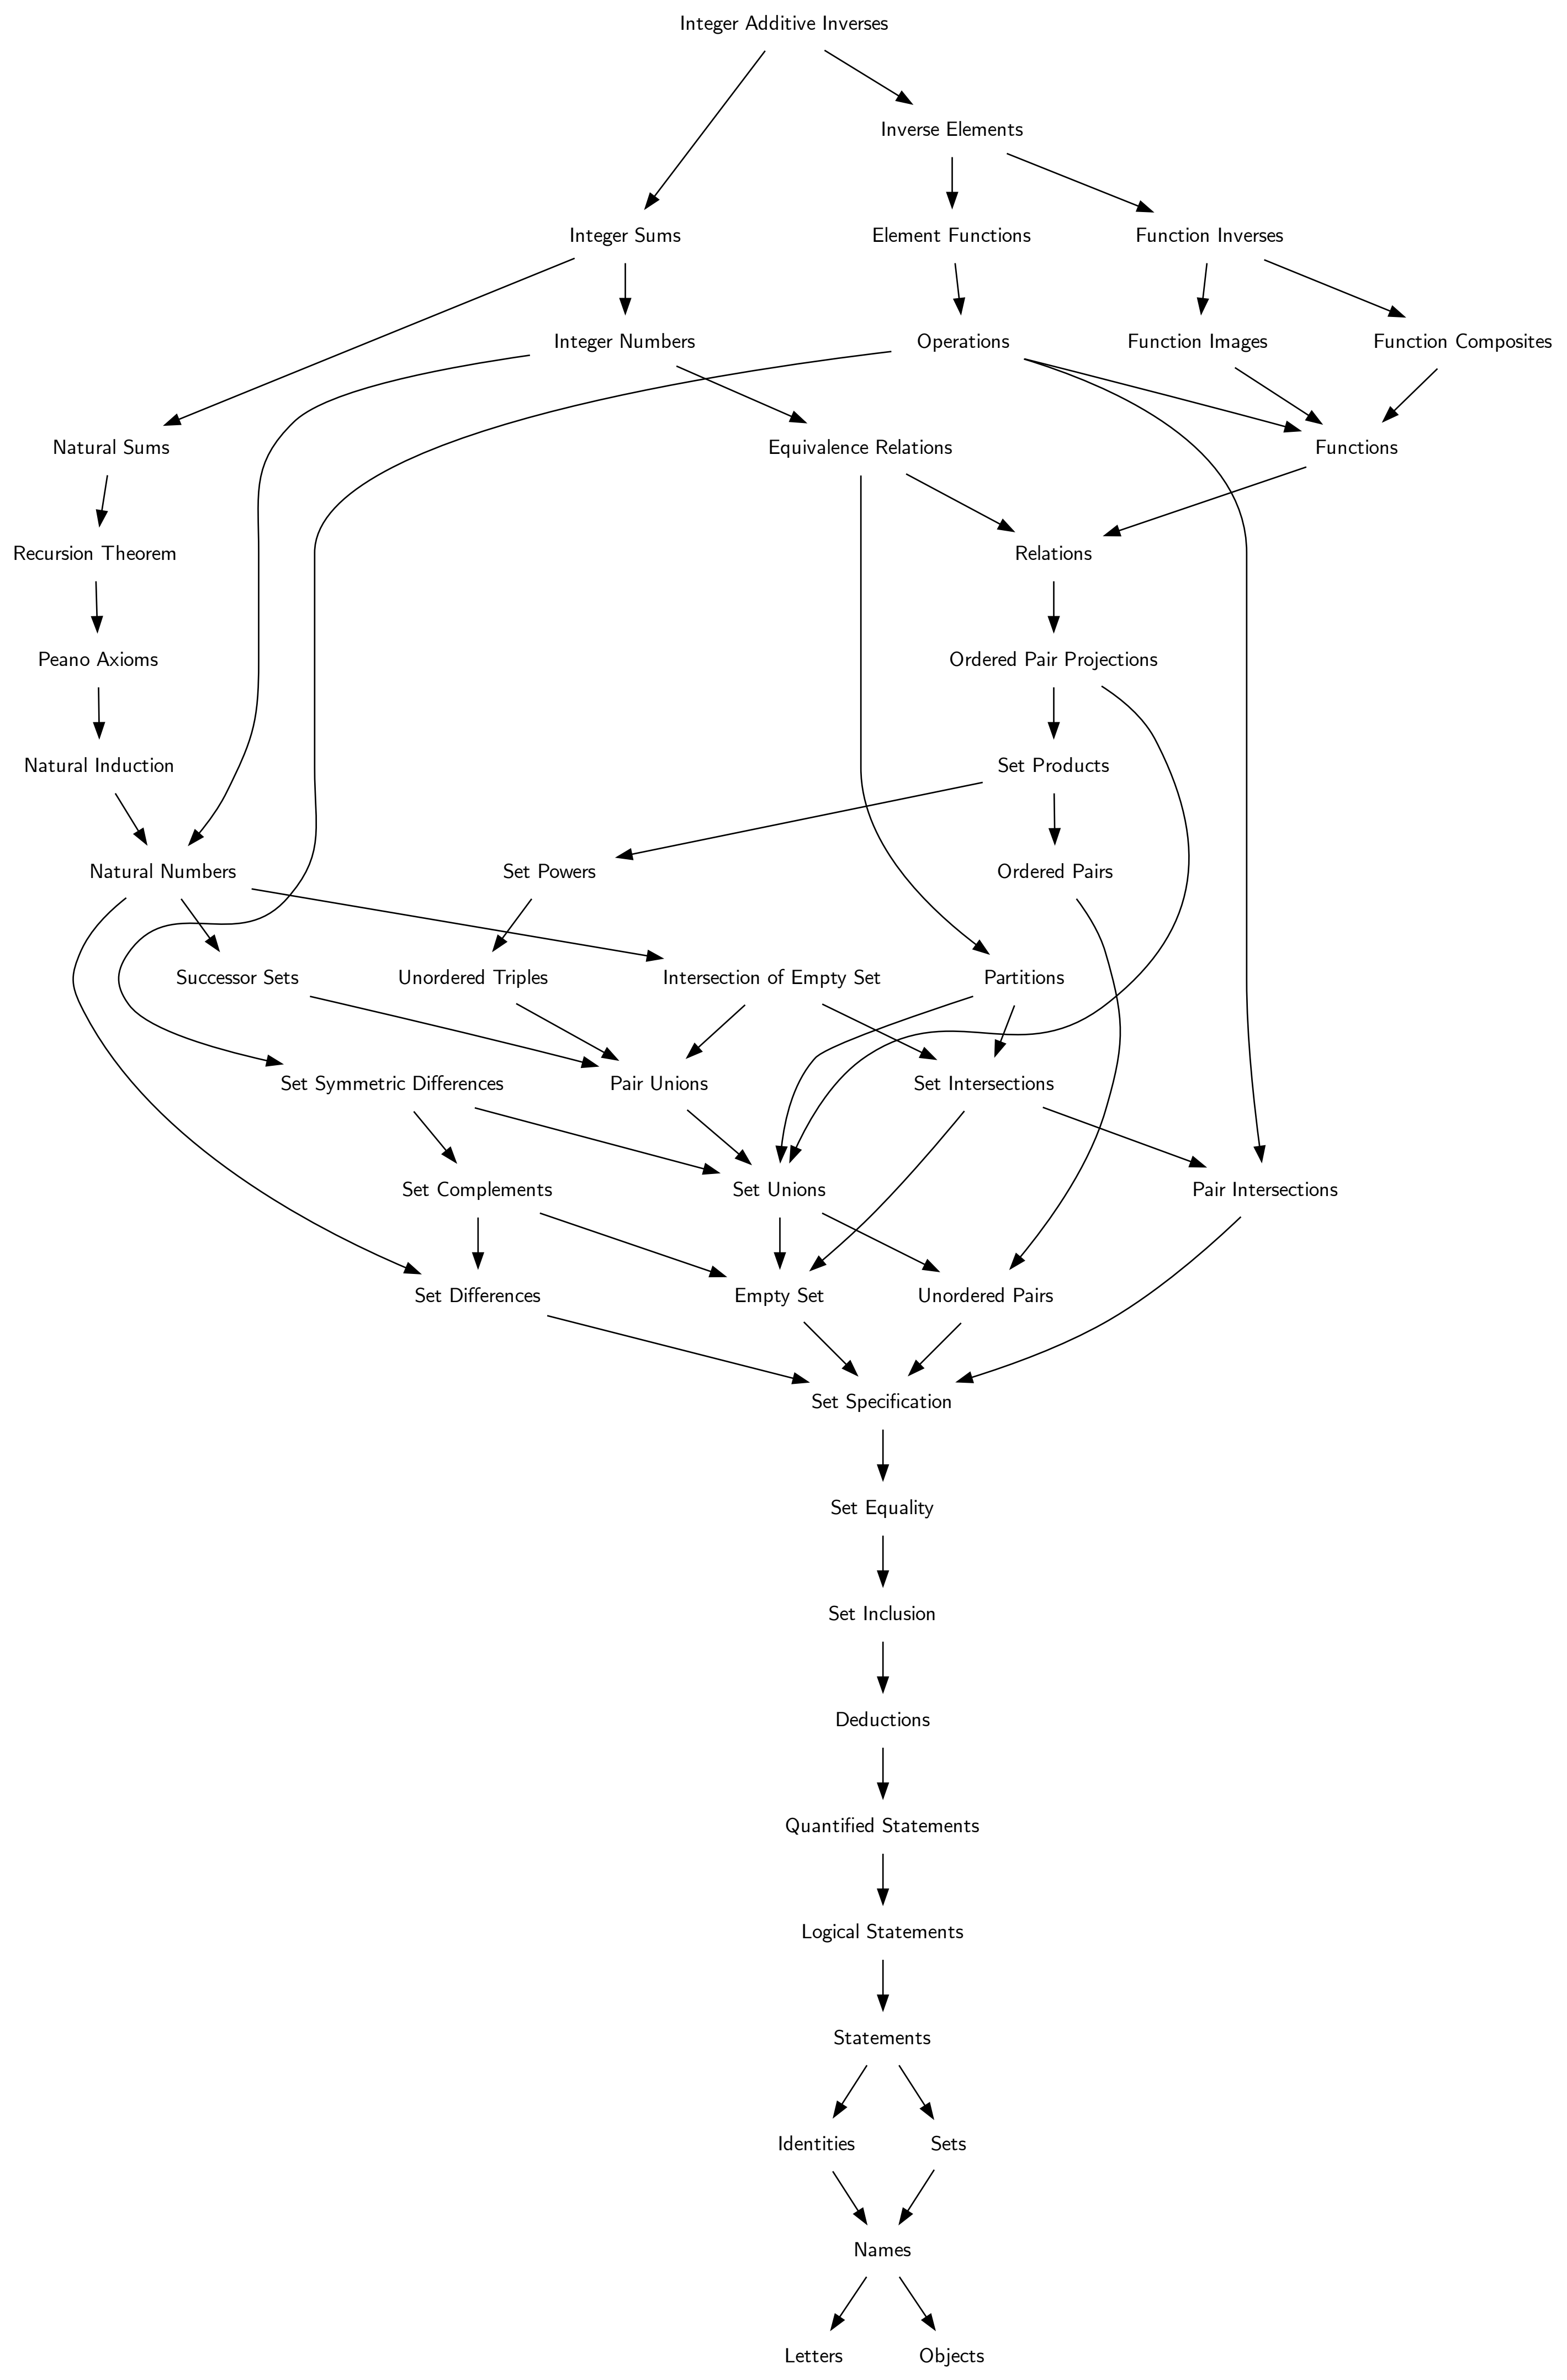 Integer Additive Inverses
Inverse Elements
Integer Sums
Element Functions
Function Inverses
Integer Numbers
Operations
Function Images
Function Composites
Natural Sums
Equivalence Relations
Functions
Recursion Theorem
Relations
Peano Axioms
Ordered Pair Projections
Natural Induction
Set Products
Natural Numbers
Set Powers
Ordered Pairs
Successor Sets
Unordered Triples
Intersection of Empty Set
Partitions
Set Symmetric Differences
Pair Unions
Set Intersections
Set Complements
Set Unions
Pair Intersections
Set Differences
Empty Set
Unordered Pairs
Set Specification
Set Equality
Set Inclusion
Deductions
Quantified Statements
Logical Statements
Statements
Identities
Sets
Names
Letters
Objects